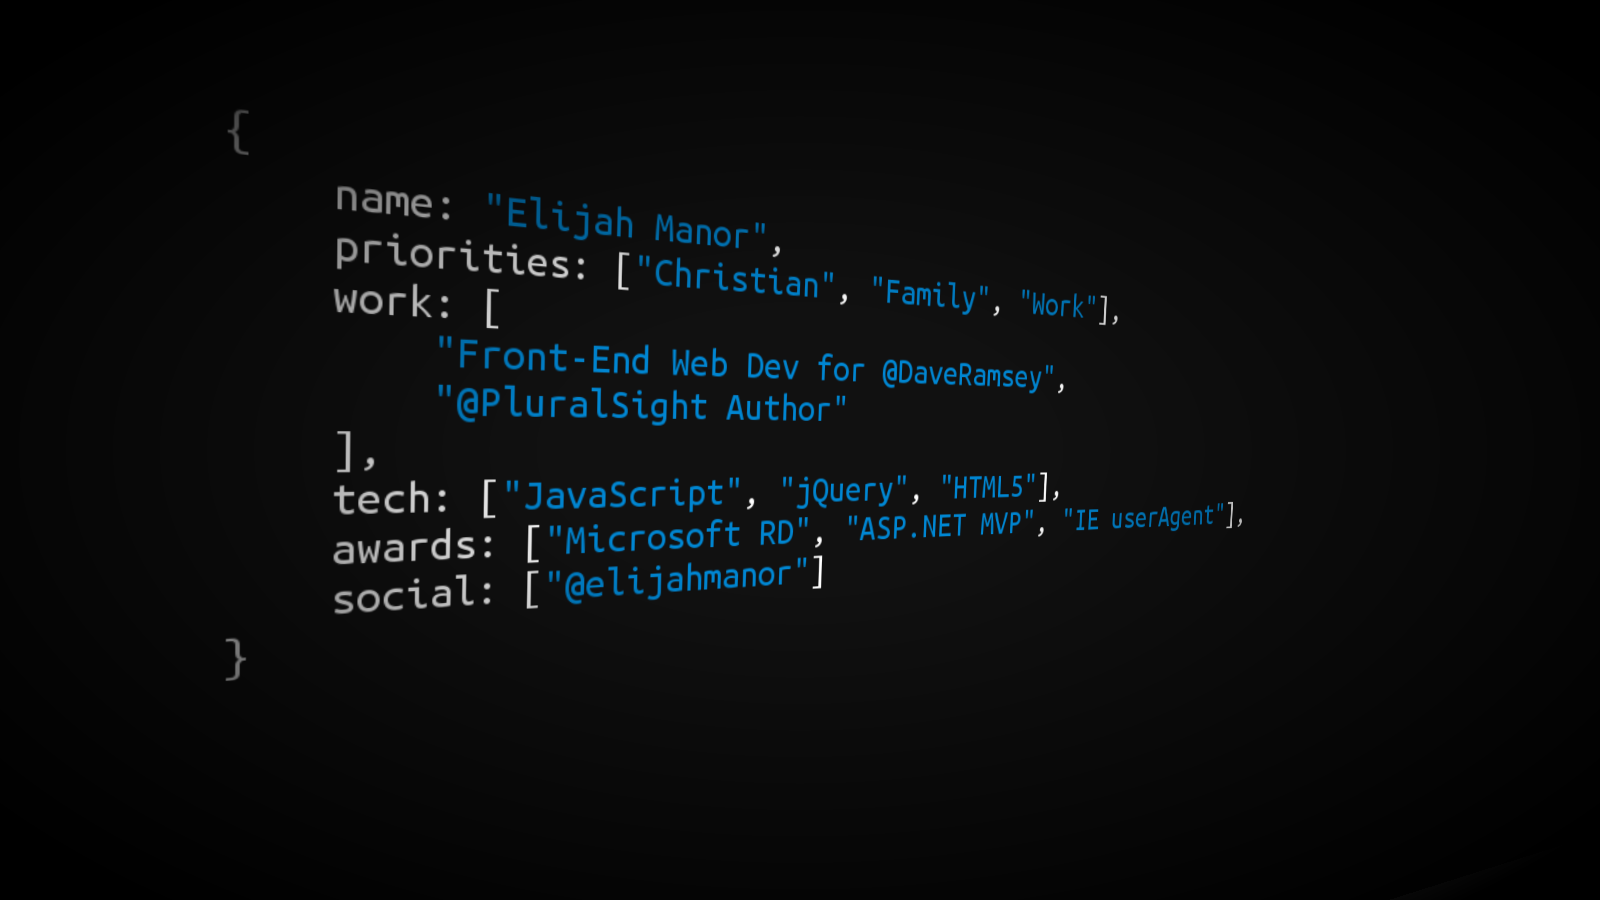 {
name: "Elijah Manor",
priorities: ["Christian", "Family", "Work"],
work: [
"Front-End Web Dev for @DaveRamsey",
"@PluralSight Author"
],
tech: ["JavaScript", "jQuery", "HTML5"],
awards: ["Microsoft RD", "ASP.NET MVP", "IE userAgent"],
social: ["@elijahmanor"]
}